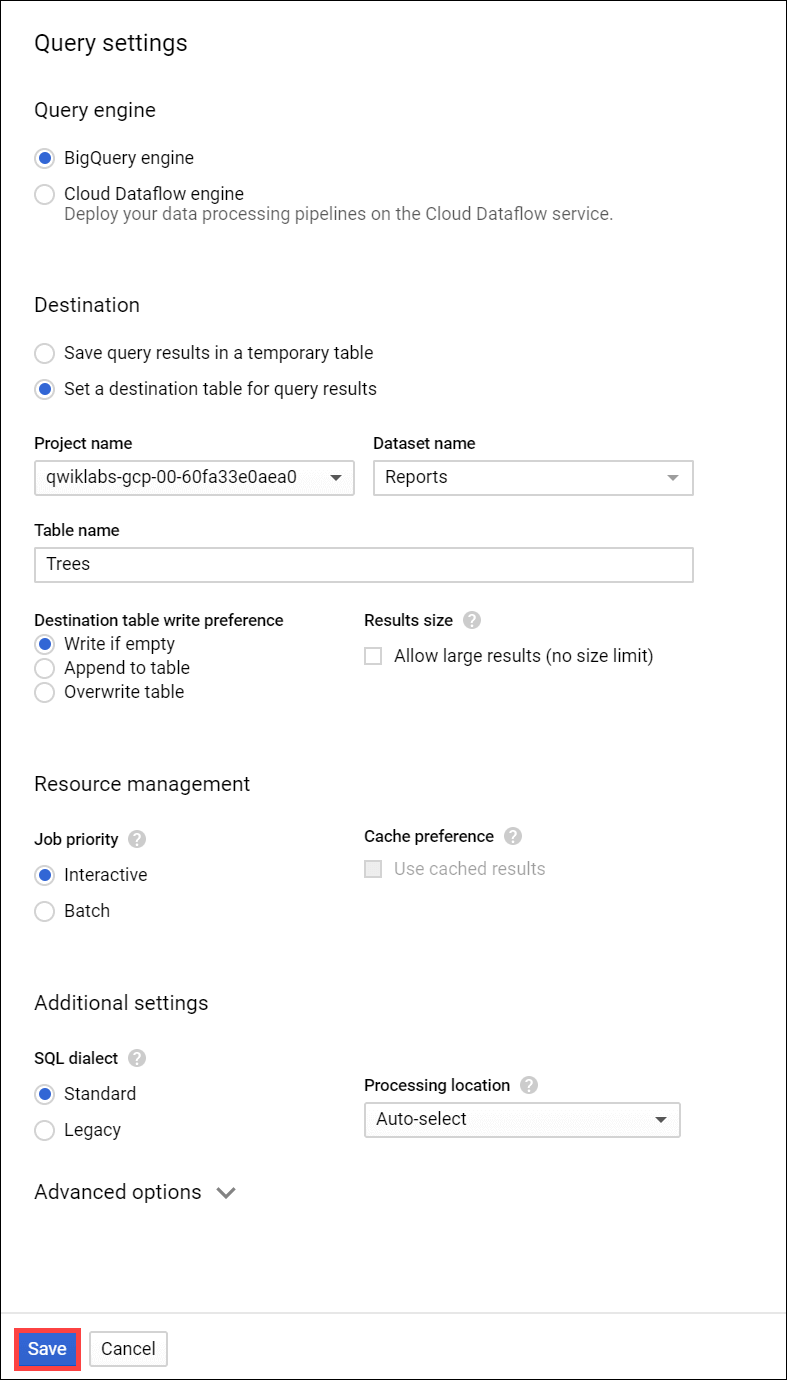 Query settings
Query engine
BigQuery engine
Cloud Dataflow engine
Deploy your data processing pipelines on the Cloud Dataflow service.
Destination
Save query results in a temporary table
Set a destination table for query results
Project name
Dataset name
qwiklabs-gcp-00-60fa33e0aea0
Reports
Table name
Trees
Destination table write preference
Results size ?
Write if empty
Allow large results (no size limit)
Append to table
Overwrite table
Resource management
Job priority ?
Cache preference ?
Interactive
Use cached results
Batch
Additional settings
SQL dialect ?
Standard
Processing location ?
Auto-select
Legacy
Advanced options
Save
Cancel